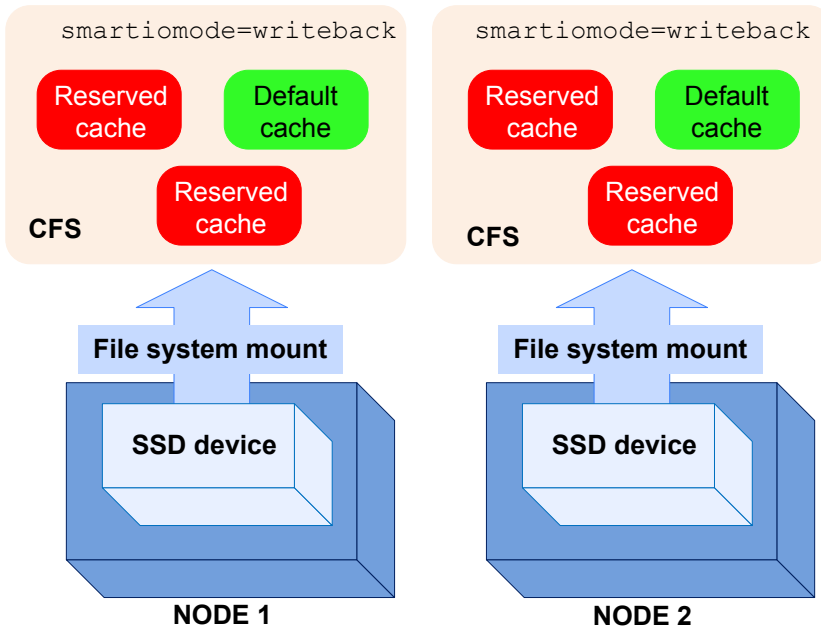 smartiomode=writeback
Reserved
cache
Default
cache
Reserved
cache
CFS
File system mount
SSD device
NODE 1
smartiomode=writeback
Reserved
cache
Default
cache
Reserved
cache
CFS
File system mount
SSD device
NODE 2